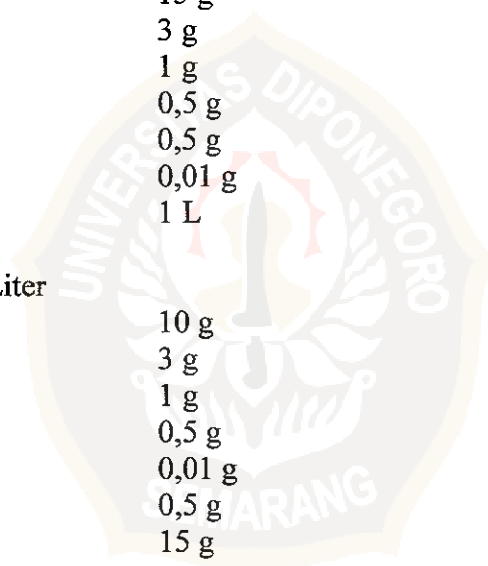 3 g
1 g
0,5 g
0,5 g
0,01 g
1 L
Liter
10 g
3 g
1 g
0,5 g
0,01 g
0,5 g
15 g
UNIVERSITAS DIPONEGORO
SEMARANG